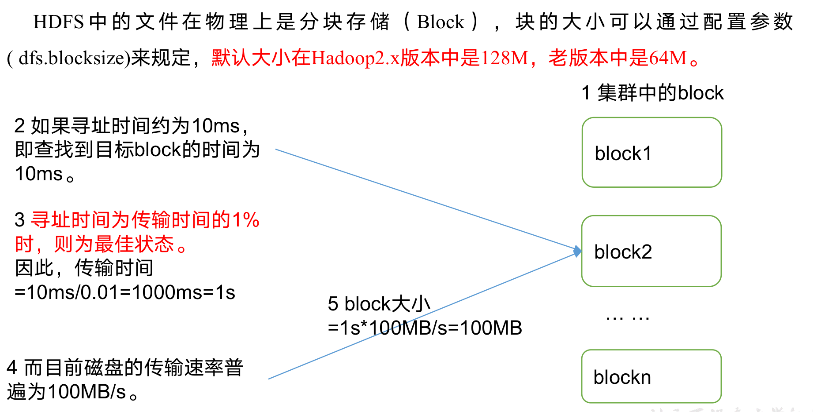 HDFS中的文件在物理上是分块存储（Block），块的大小可以通过配置参数
( dfs.blocksize)来规定，默认大小在Hadoop2.x版本中是128M，老版本中是64M。
1 集群中的block
2 如果寻址时间约为10ms，
即查找到目标block的时间为
10ms。
block1
3 寻址时间为传输时间的1%
时，则为最佳状态。
因此，传输时间
=10ms/0.01=1000ms=1s
block2
5 block大小
=1s*100MB/s=100MB
... ...
4 而目前磁盘的传输速率普
遍为100MB/s。
blockn